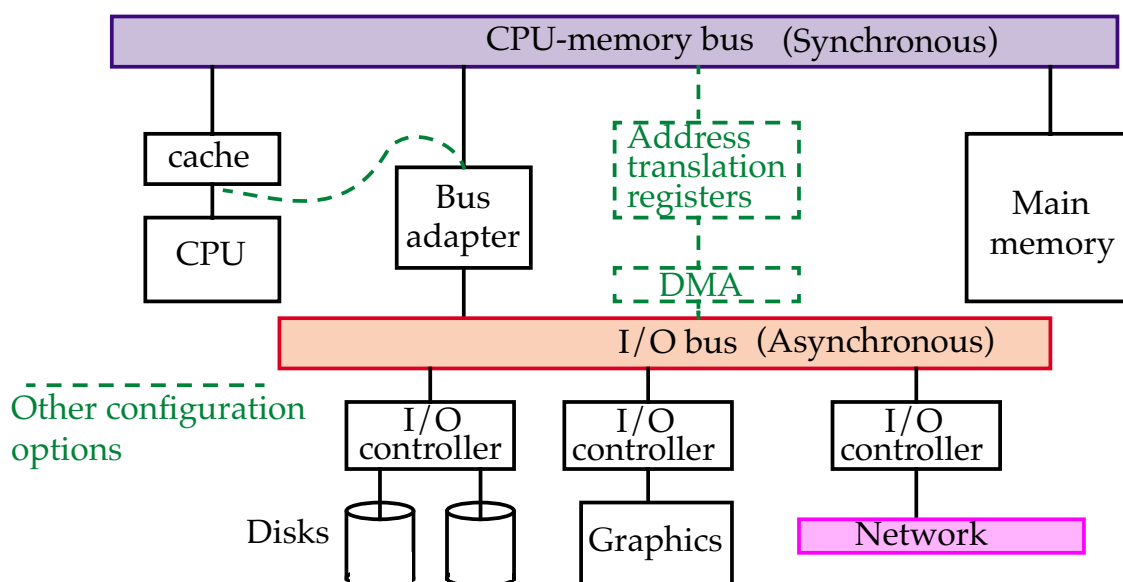 CPU-memory bus (Synchronous)
cache
CPU
Bus
adapter
Address
translation
registers
DMA
Main
memory
I/O bus (Asynchronous)
Other configuration
options
I/O
controller
I/O
controller
I/O
controller
Disks
Graphics
Network